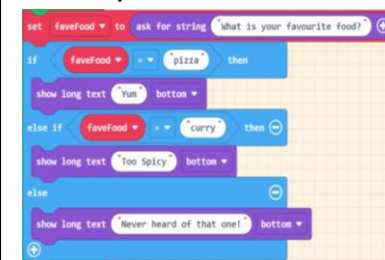 set faveFood to ask for string "What is your favourite food?"
if faveFood = "pizza" then
show long text "Yum" bottom
else if faveFood = "curry" then
show long text "Too Spicy" bottom
else
show long text "Never heard of that one!" bottom